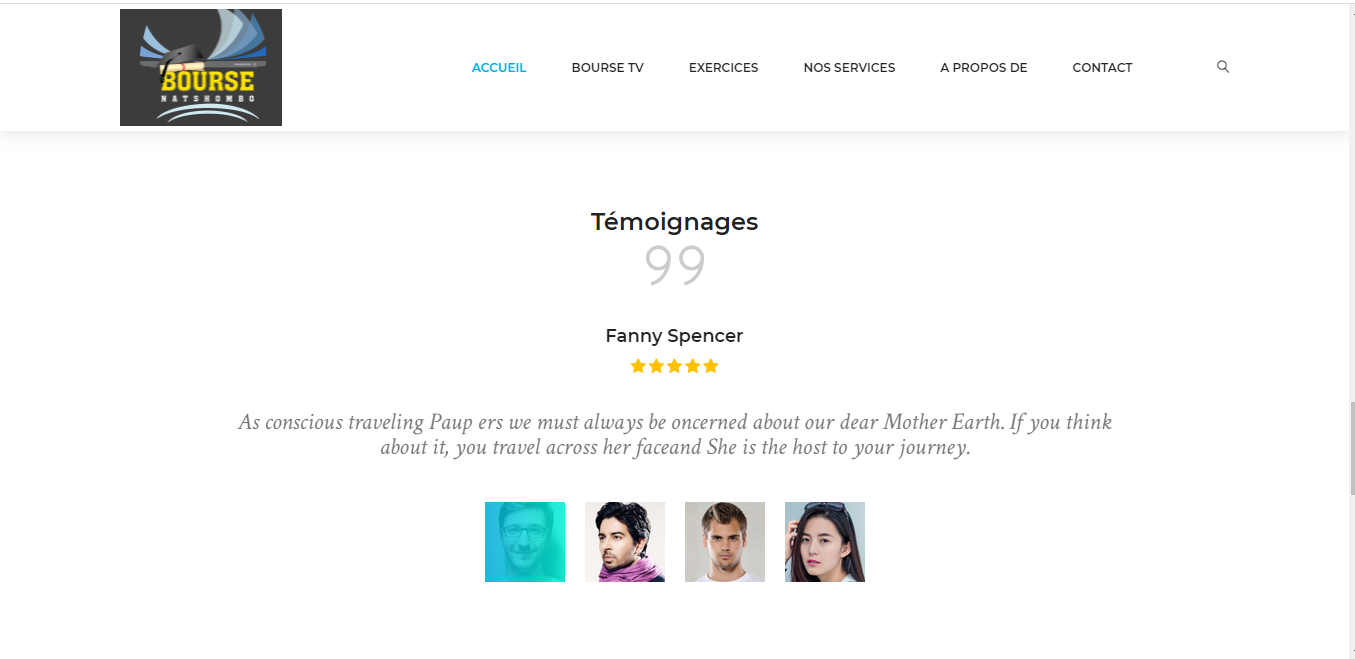 BOURSE
NATSHOMBO
ACCUEIL BOURSE TV EXERCICES NOS SERVICES A PROPOS DE CONTACT
Témoignages
Fanny Spencer
As conscious traveling Paup ers we must always be oncerned about our dear Mother Earth. If you think
about it, you travel across her faceand She is the host to your journey.